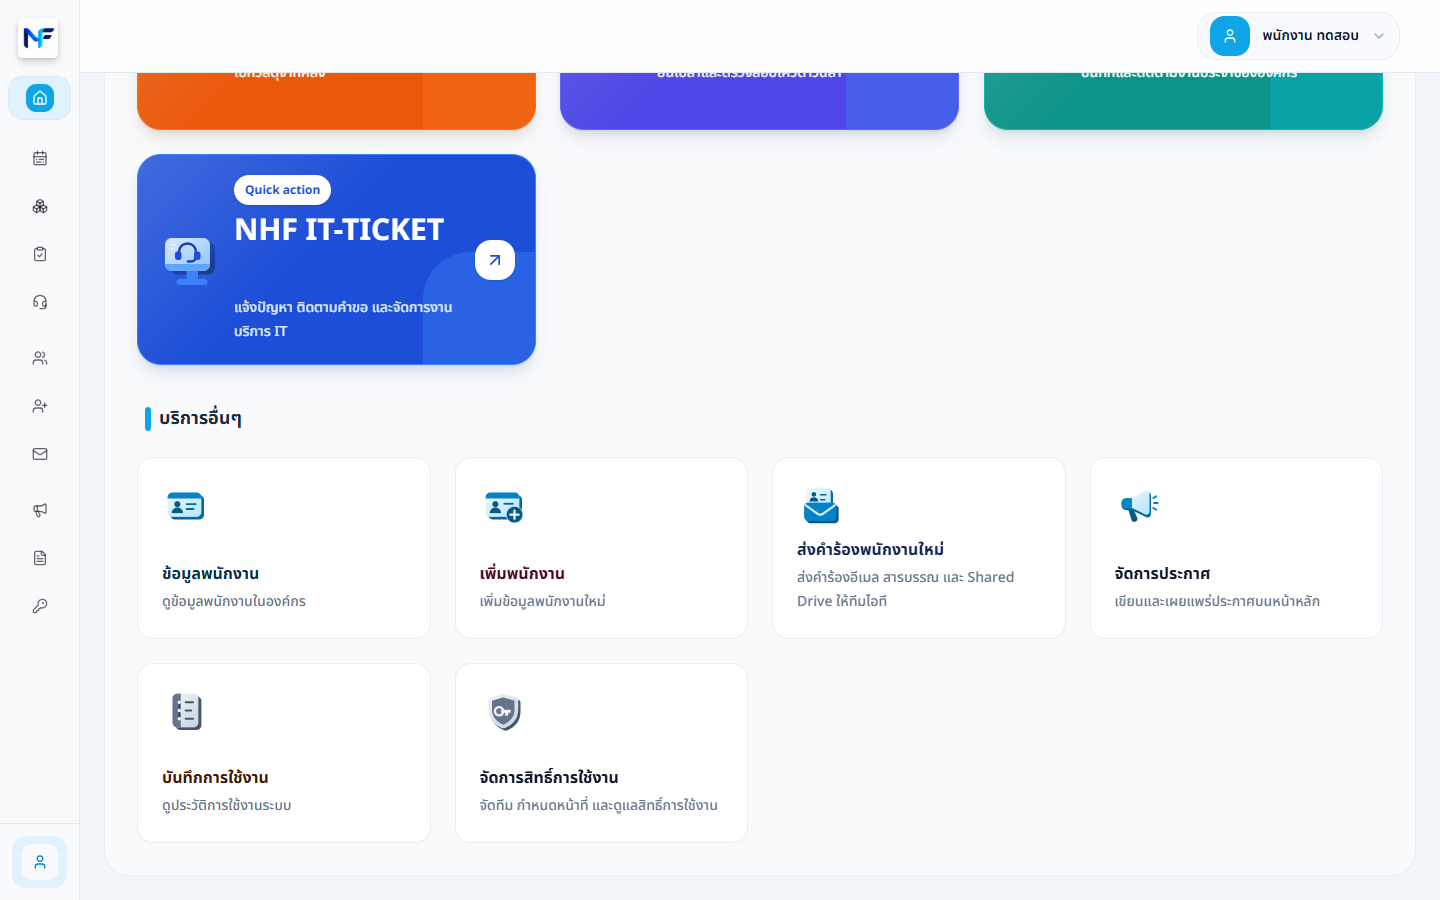 พนักงาน ทดสอบ
Quick action
NHF IT-TICKET
แจ้งปัญหา ติดตามคำขอ และจัดการงาน
บริการ IT
บริการอื่นๆ
ข้อมูลพนักงาน
ดูข้อมูลพนักงานในองค์กร
เพิ่มพนักงาน
เพิ่มข้อมูลพนักงานใหม่
ส่งคำร้องพนักงานใหม่
ส่งคำร้องอีเมล สารบรรณ และ Shared
Drive ให้ทีมไอที
จัดการประกาศ
เขียนและเผยแพร่ประกาศบนหน้าหลัก
บันทึกการใช้งาน
ดูประวัติการใช้งานระบบ
จัดการสิทธิ์การใช้งาน
จัดทีม กำหนดหน้าที่ และดูแลสิทธิ์การใช้งาน